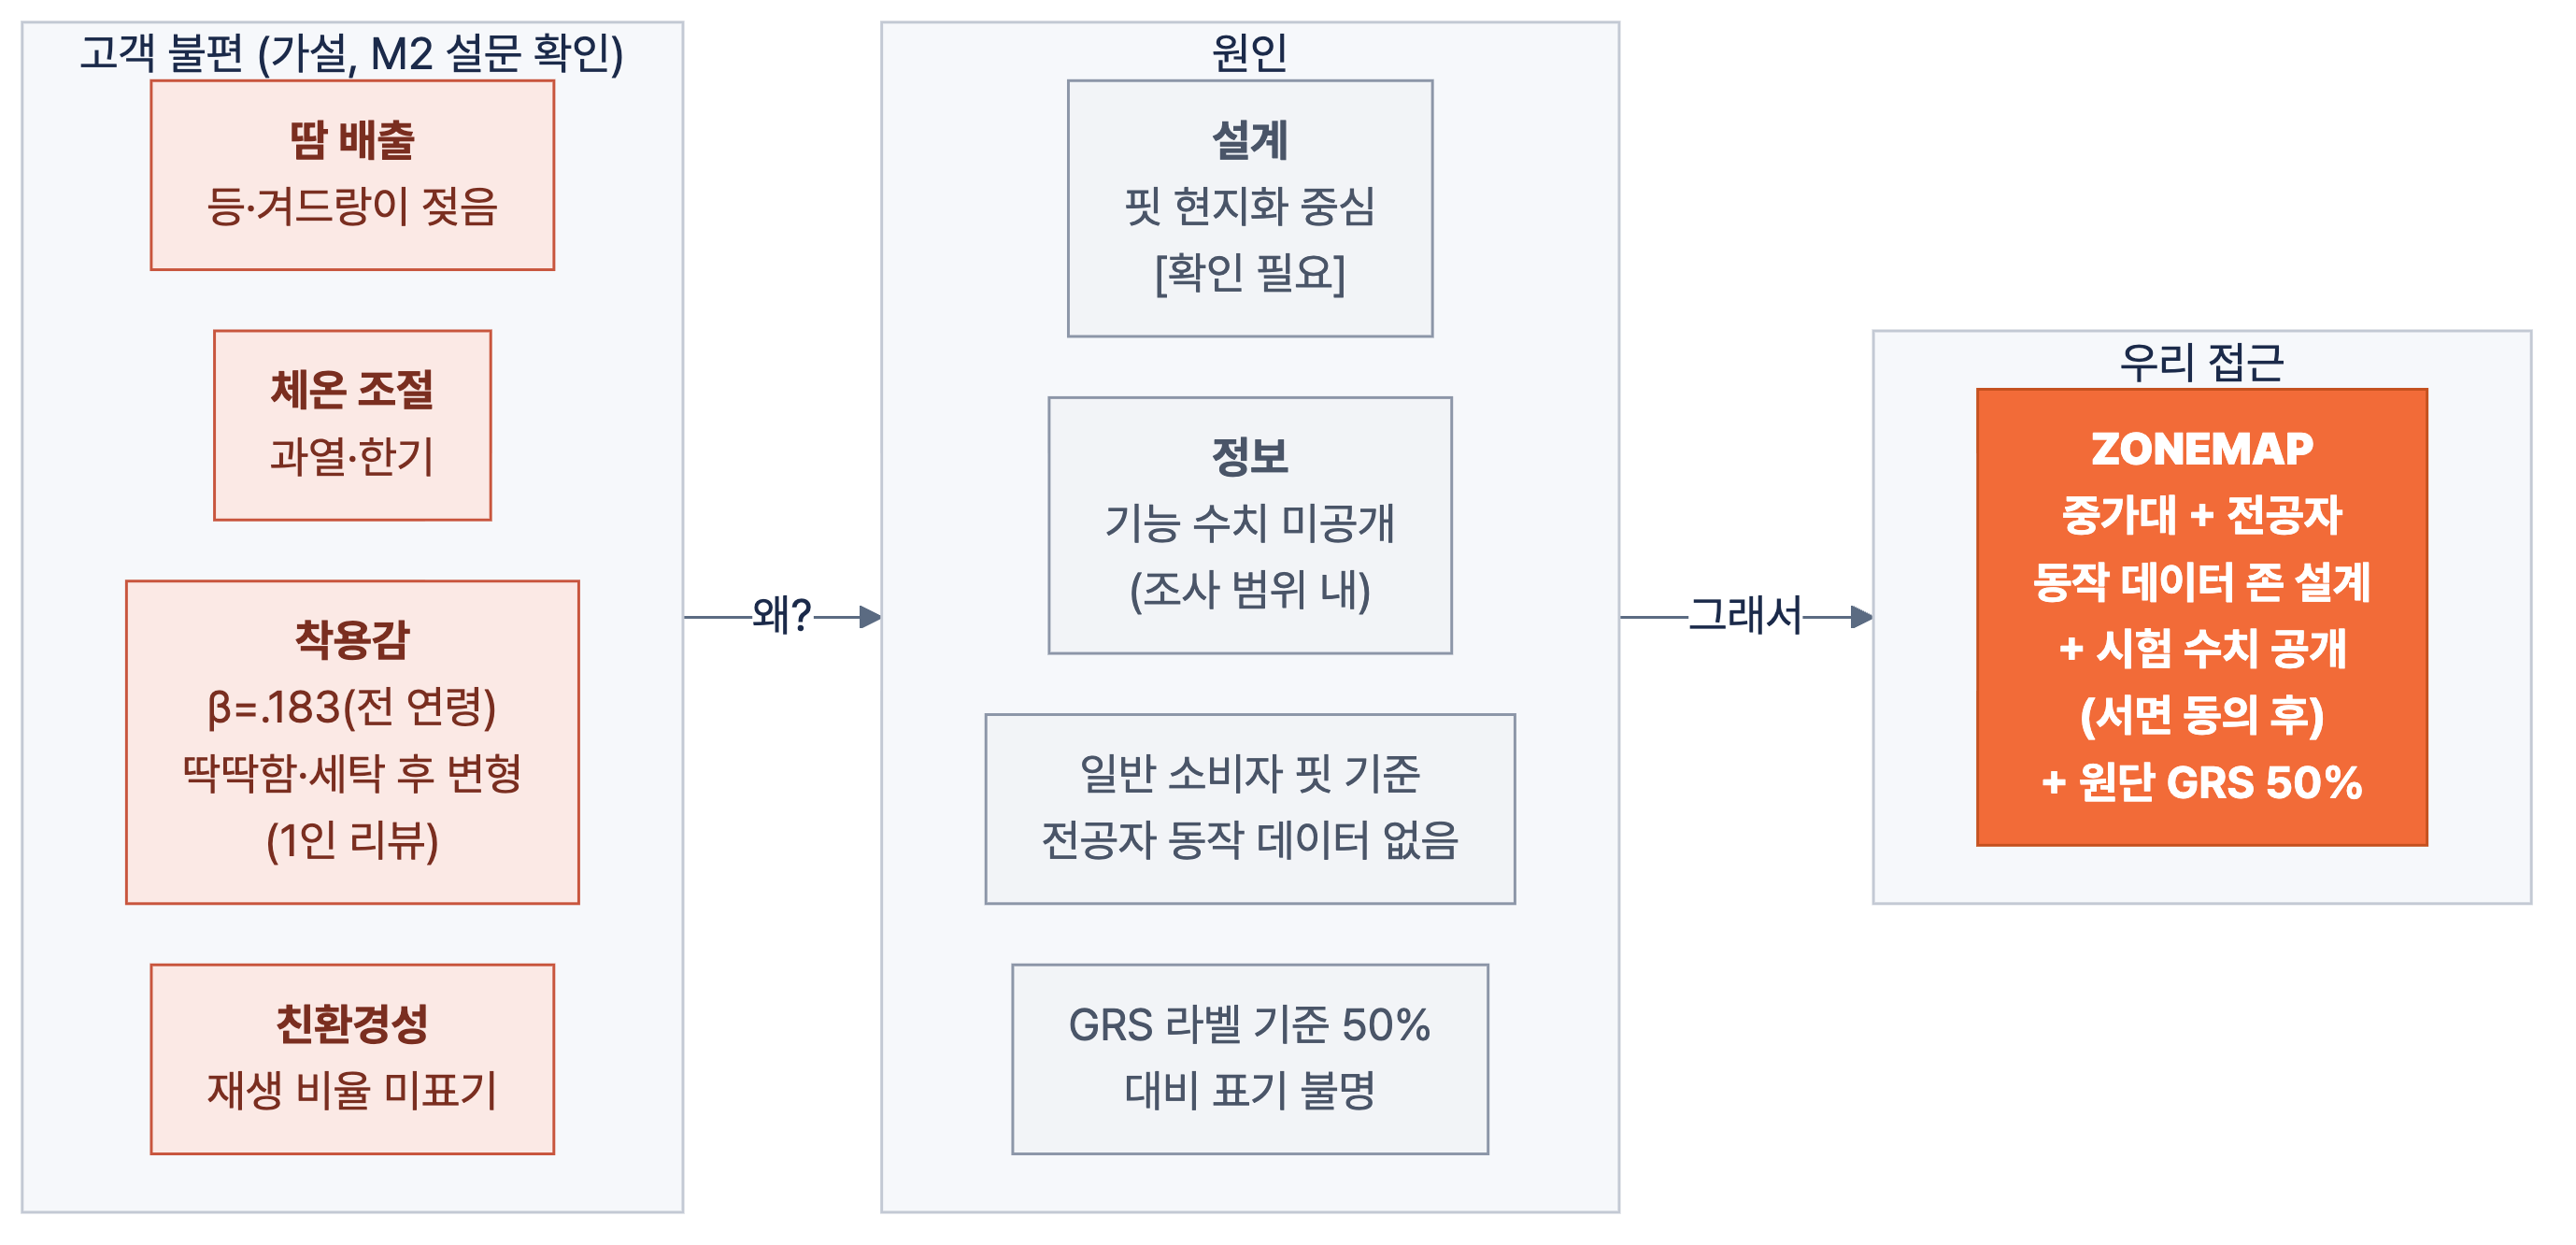 고객 불편 (가설, M2 설문 확인)
땀 배출
등·겨드랑이 젖음
체온 조절
과열·한기
착용감
β=.183(전 연령)
딱딱함·세탁 후 변형
(1인 리뷰)
친환경성
재생 비율 미표기
왜?
원인
설계
핏 현지화 중심
[확인 필요]
정보
기능 수치 미공개
(조사 범위 내)
일반 소비자 핏 기준
전공자 동작 데이터 없음
GRS 라벨 기준 50%
대비 표기 불명
그래서
우리 접근
ZONEMAP
중가대 + 전공자
동작 데이터 존 설계
+ 시험 수치 공개
(서면 동의 후)
+ 원단 GRS 50%